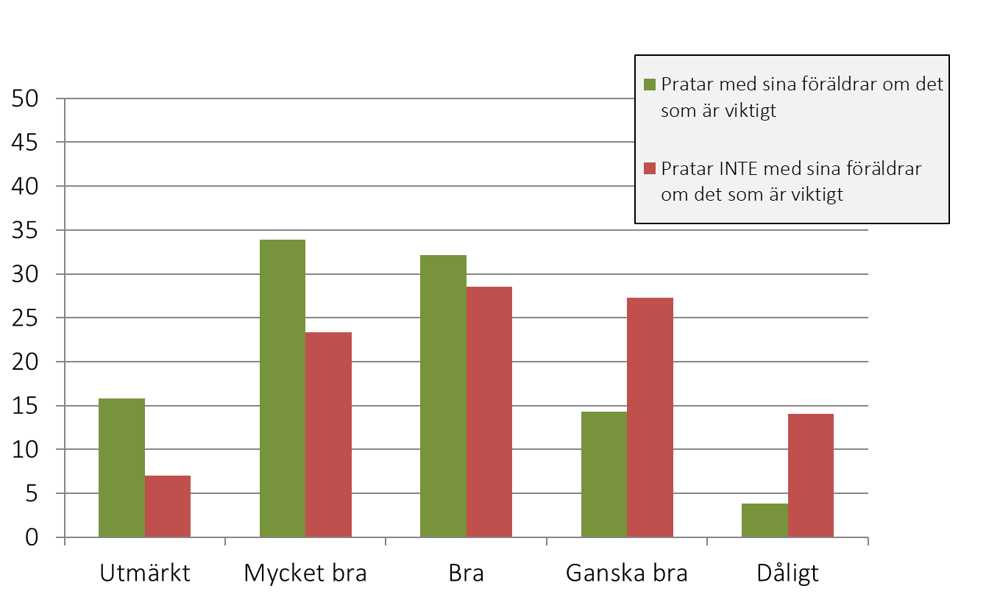 Pratar med sina föräldrar om det
som är viktigt
Pratar INTE med sina föräldrar
om det som är viktigt
50
45
40
35
30
25
20
15
10
5
0
Utmärkt
Mycket bra
Bra
Ganska bra
Dåligt